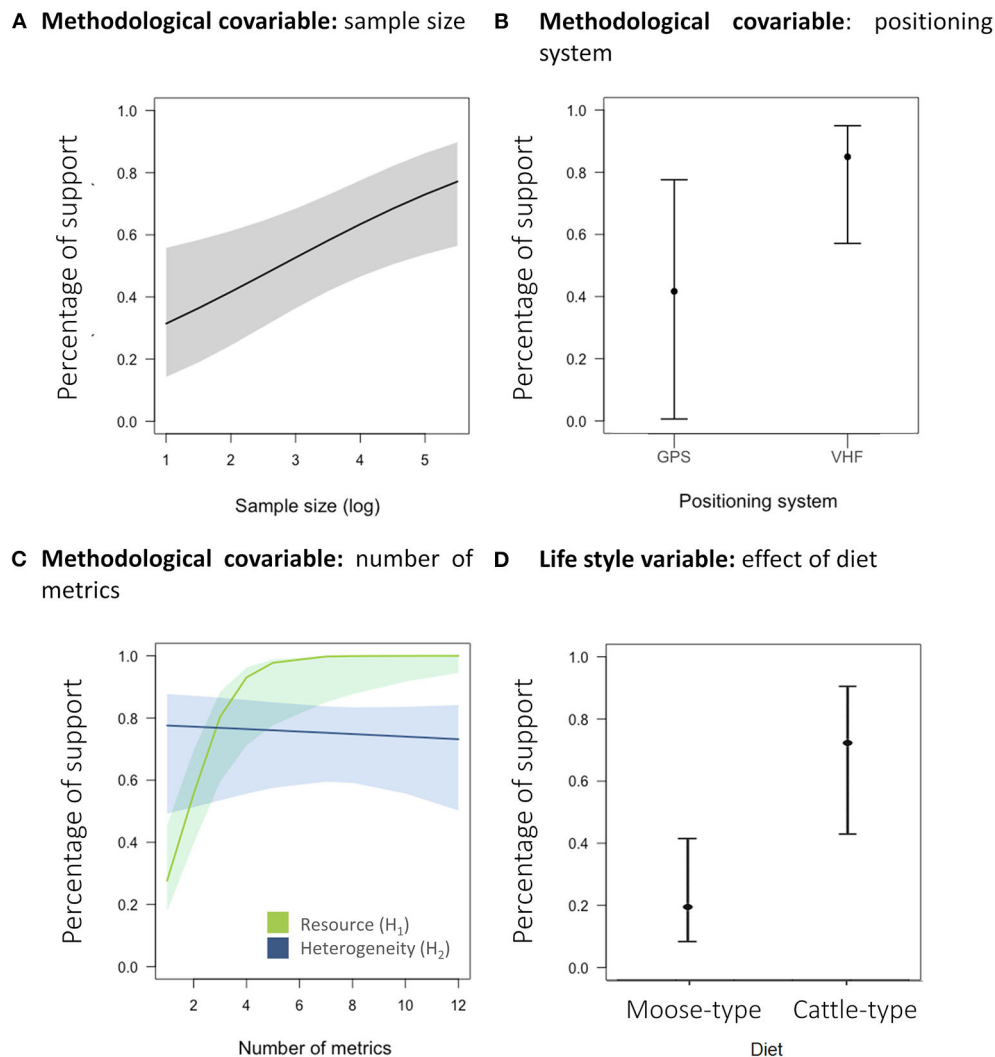 A Methodological covariable: sample size
Percentage of support
1.0
0.8
0.6
0.4
0.2
0.0
1 2 3 4 5
Sample size (log)
B Methodological covariable: positioning
system
Percentage of support
1.0
0.8
0.6
0.4
0.2
0.0
GPS VHF
Positioning system
C Methodological covariable: number of
metrics
Percentage of support
1.0
0.8
0.6
0.4
0.2
0.0
Resource (H₁)
Heterogeneity (H₂)
2 4 6 8 10 12
Number of metrics
D Life style variable: effect of diet
Percentage of support
1.0
0.8
0.6
0.4
0.2
0.0
Moose-type Cattle-type
Diet